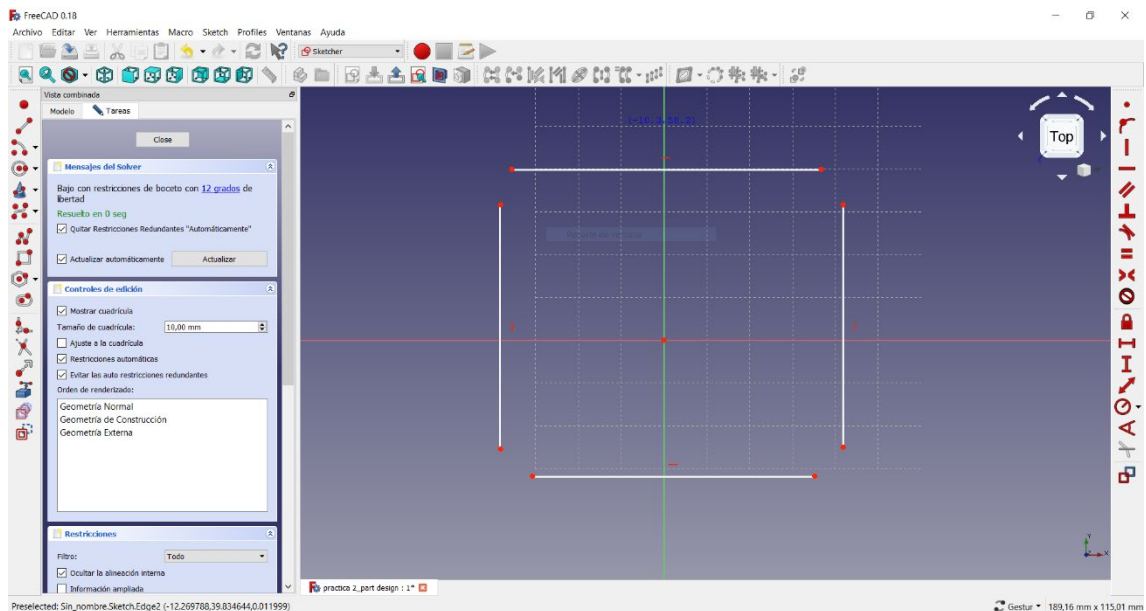 FreeCAD 0.18
Archivo Editar Ver Herramientas Macro Sketch Profiles Ventanas Ayuda
Sketcher
Vista combinada
Modelo Tareas
Close
Mensajes del Solver
Bajo con restricciones de boceto con 12 grados de
libertad
Resuelto en 0 seg
Quitar Restricciones Redundantes "Automáticamente"
Actualizar automáticamente Actualizar
Controles de edición
Mostrar cuadrícula
Tamaño de cuadrícula: 10,00 mm
Ajuste a la cuadrícula
Restricciones automáticas
Evitar las auto restricciones redundantes
Orden de renderizado:
Geometría Normal
Geometría de Construcción
Geometría Externa
Restricciones
Filtro: Todo
Ocultar la alineación interna
Información ampliada
Top
Y
Z
X
practica 2_part design : 1*
Preselected: Sin_nombre.Sketch.Edge2 (-12.269788,39.834644,0.011999)
Gestur 189,16 mm x 115,01 mm